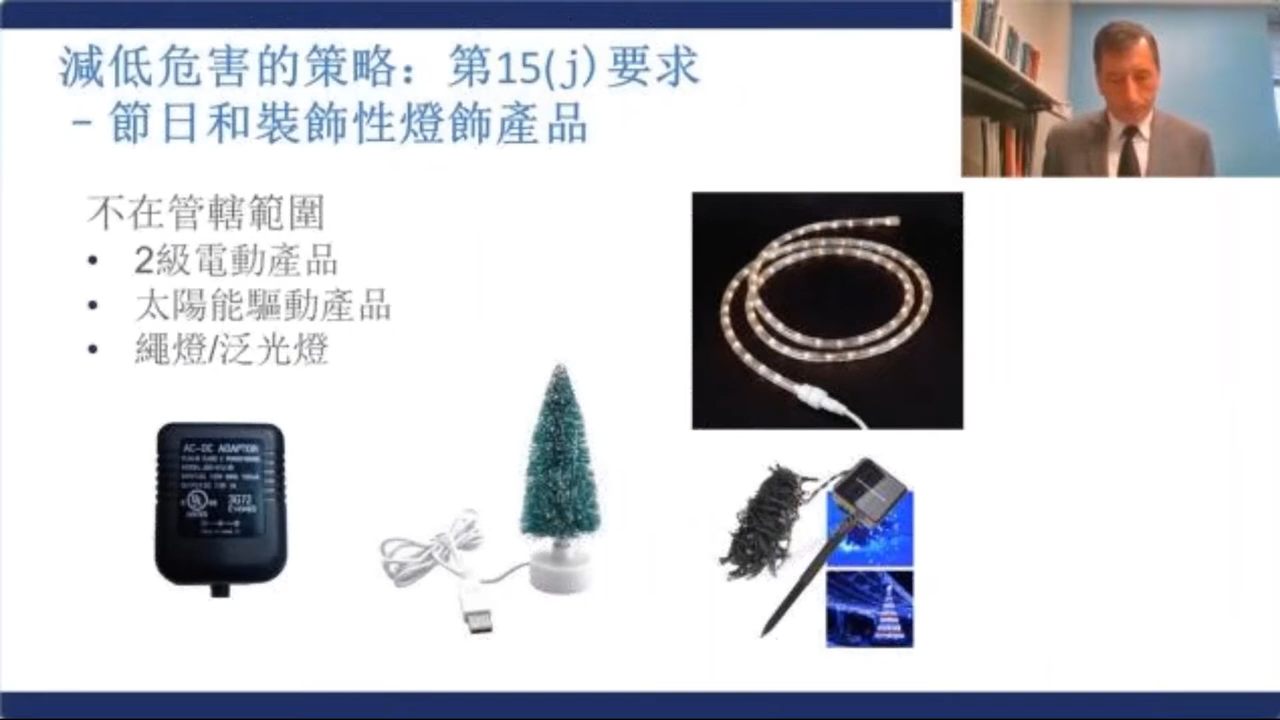 減低危害的策略：第15(j)要求
–節日和裝飾性燈飾產品
不在管轄範圍
• 2級電動產品
• 太陽能驅動產品
• 繩燈/泛光燈
AC-DC ADAPTOR
UL
3G72